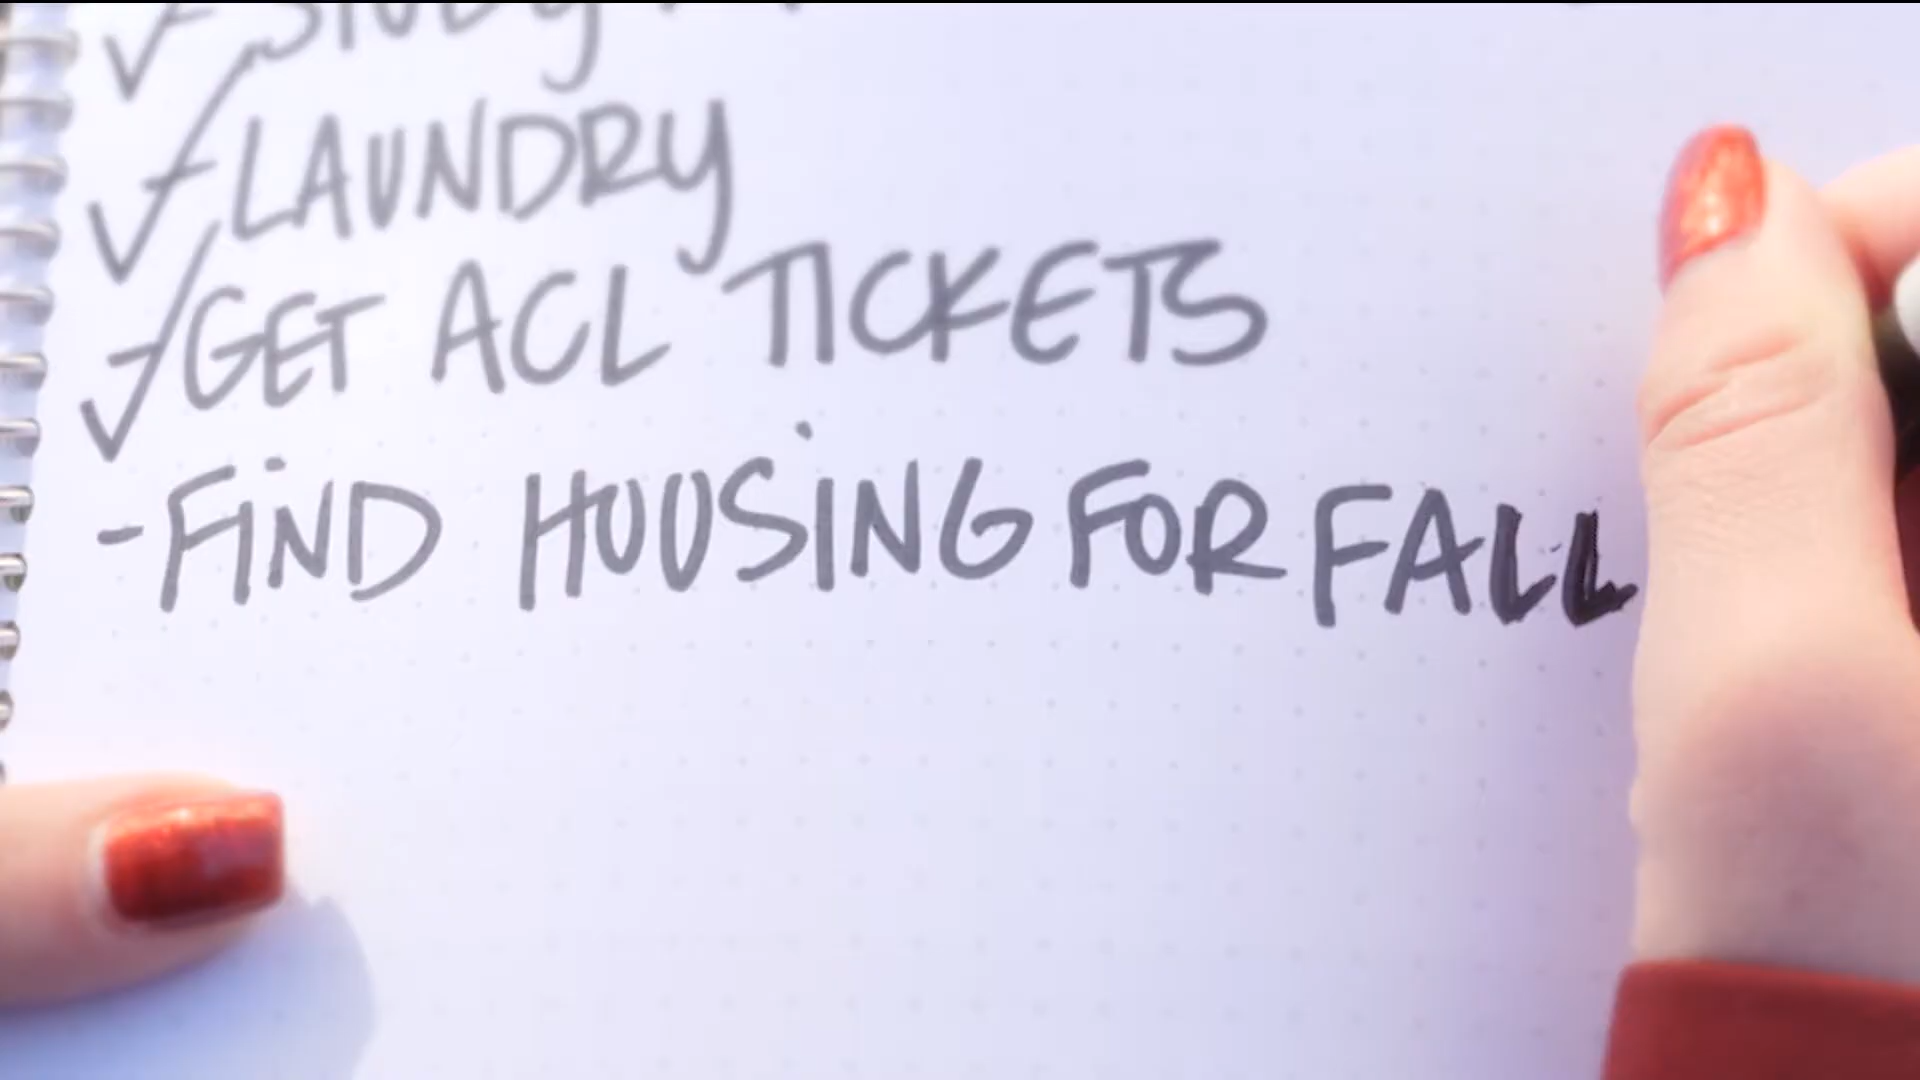 ✓ LAUNDRY
✓ GET ACL TICKETS
- FIND HOUSING FOR FALL